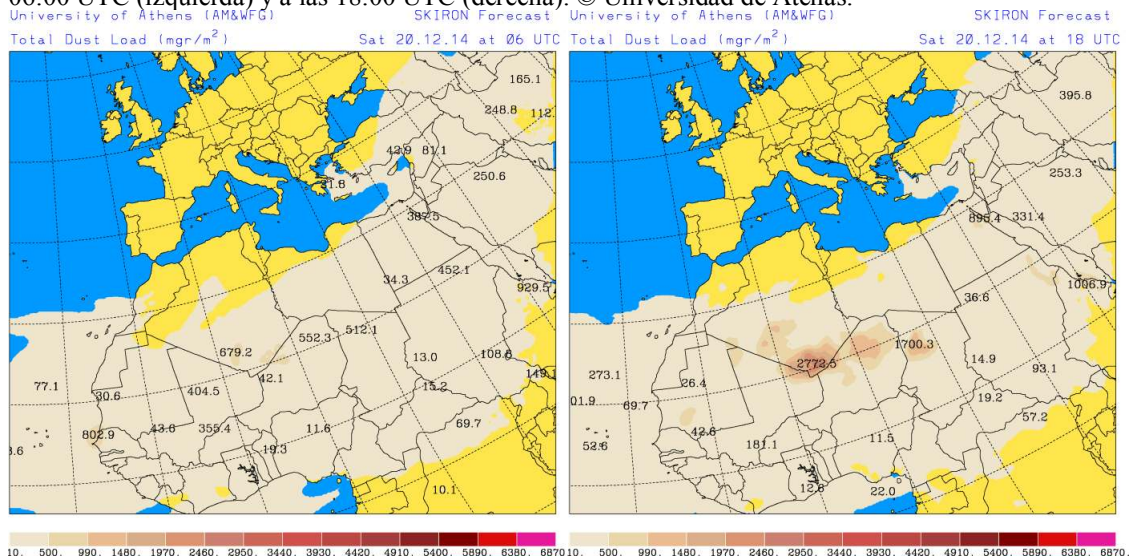 06:00 UTC (izquierda) y a las 18:00 UTC (derecha). © Universidad de Atenas.
University of Athens (AM&WFG) SKIRON Forecast
Total Dust Load (mgr/m²) Sat 20.12.14 at 06 UTC
165.1
248.8 112.
42.9 81.1
250.6
31.8
387.5
34.3 452.1
929.5
552.3 512.1
679.2
13.0 108.6
42.1 149.1
77.1 404.5 15.2
30.6
802.9 43.6 355.4 11.6 69.7
3.6 19.3
10.1
10. 500. 990. 1480. 1970. 2460. 2950. 3440. 3930. 4420. 4910. 5400. 5890. 6380. 6870
University of Athens (AM&WFG) SKIRON Forecast
Total Dust Load (mgr/m²) Sat 20.12.14 at 18 UTC
395.8
253.3
895.4 331.4
36.6 1006.9
1700.3
2772.5 14.9
273.1 93.1
26.4
01.9 69.7 19.2
57.2
42.6
52.6 181.1 11.5
12.6 22.0
10. 500. 990. 1480. 1970. 2460. 2950. 3440. 3930. 4420. 4910. 5400. 5890. 6380. 6870